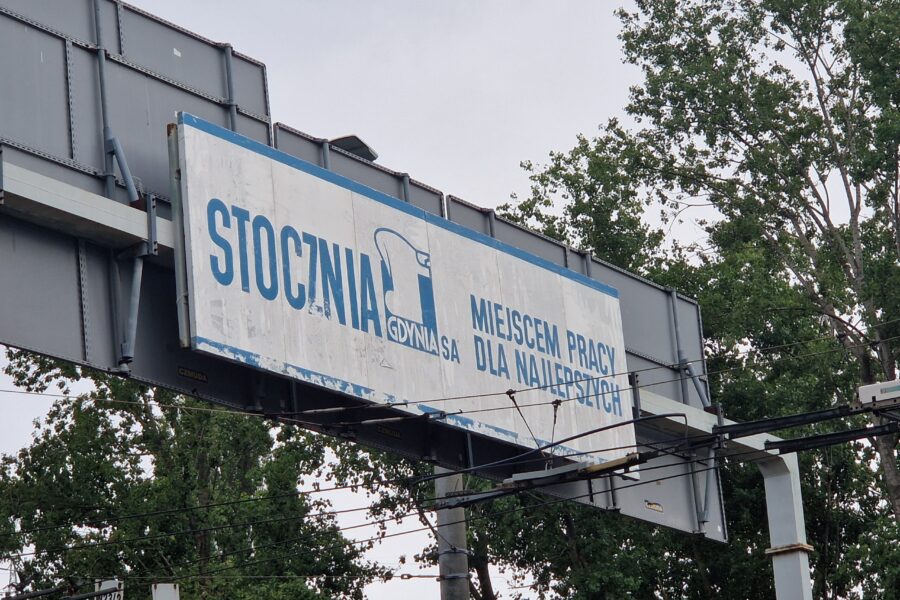 STOCZNIA
GDYNIA SA
MIEJSCEM PRACY
DLA NAJLEPSZYCH